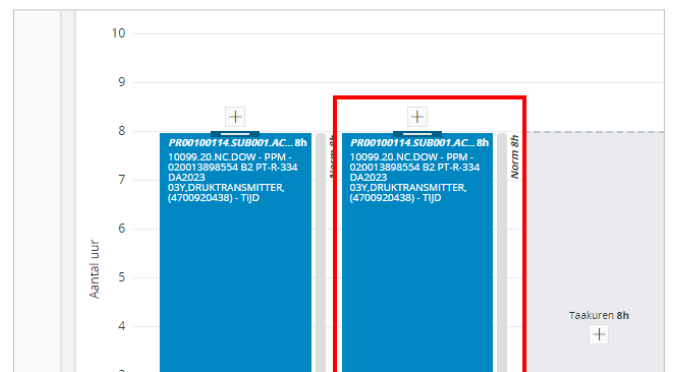 10
9
8
7
6
5
4
Aantal uur
PR00100114.SUB001.AC... 8h
10099.20.NC.DOW - PPM -
020013898554 B2 PT-R-334
DA2023
03Y,DRUKTRANSMITTER,
(4700920438) - TIJD
Norm 8h
PR00100114.SUB001.AC... 8h
10099.20.NC.DOW - PPM -
020013898554 B2 PT-R-334
DA2023
03Y,DRUKTRANSMITTER,
(4700920438) - TIJD
Norm 8h
Taakuren 8h